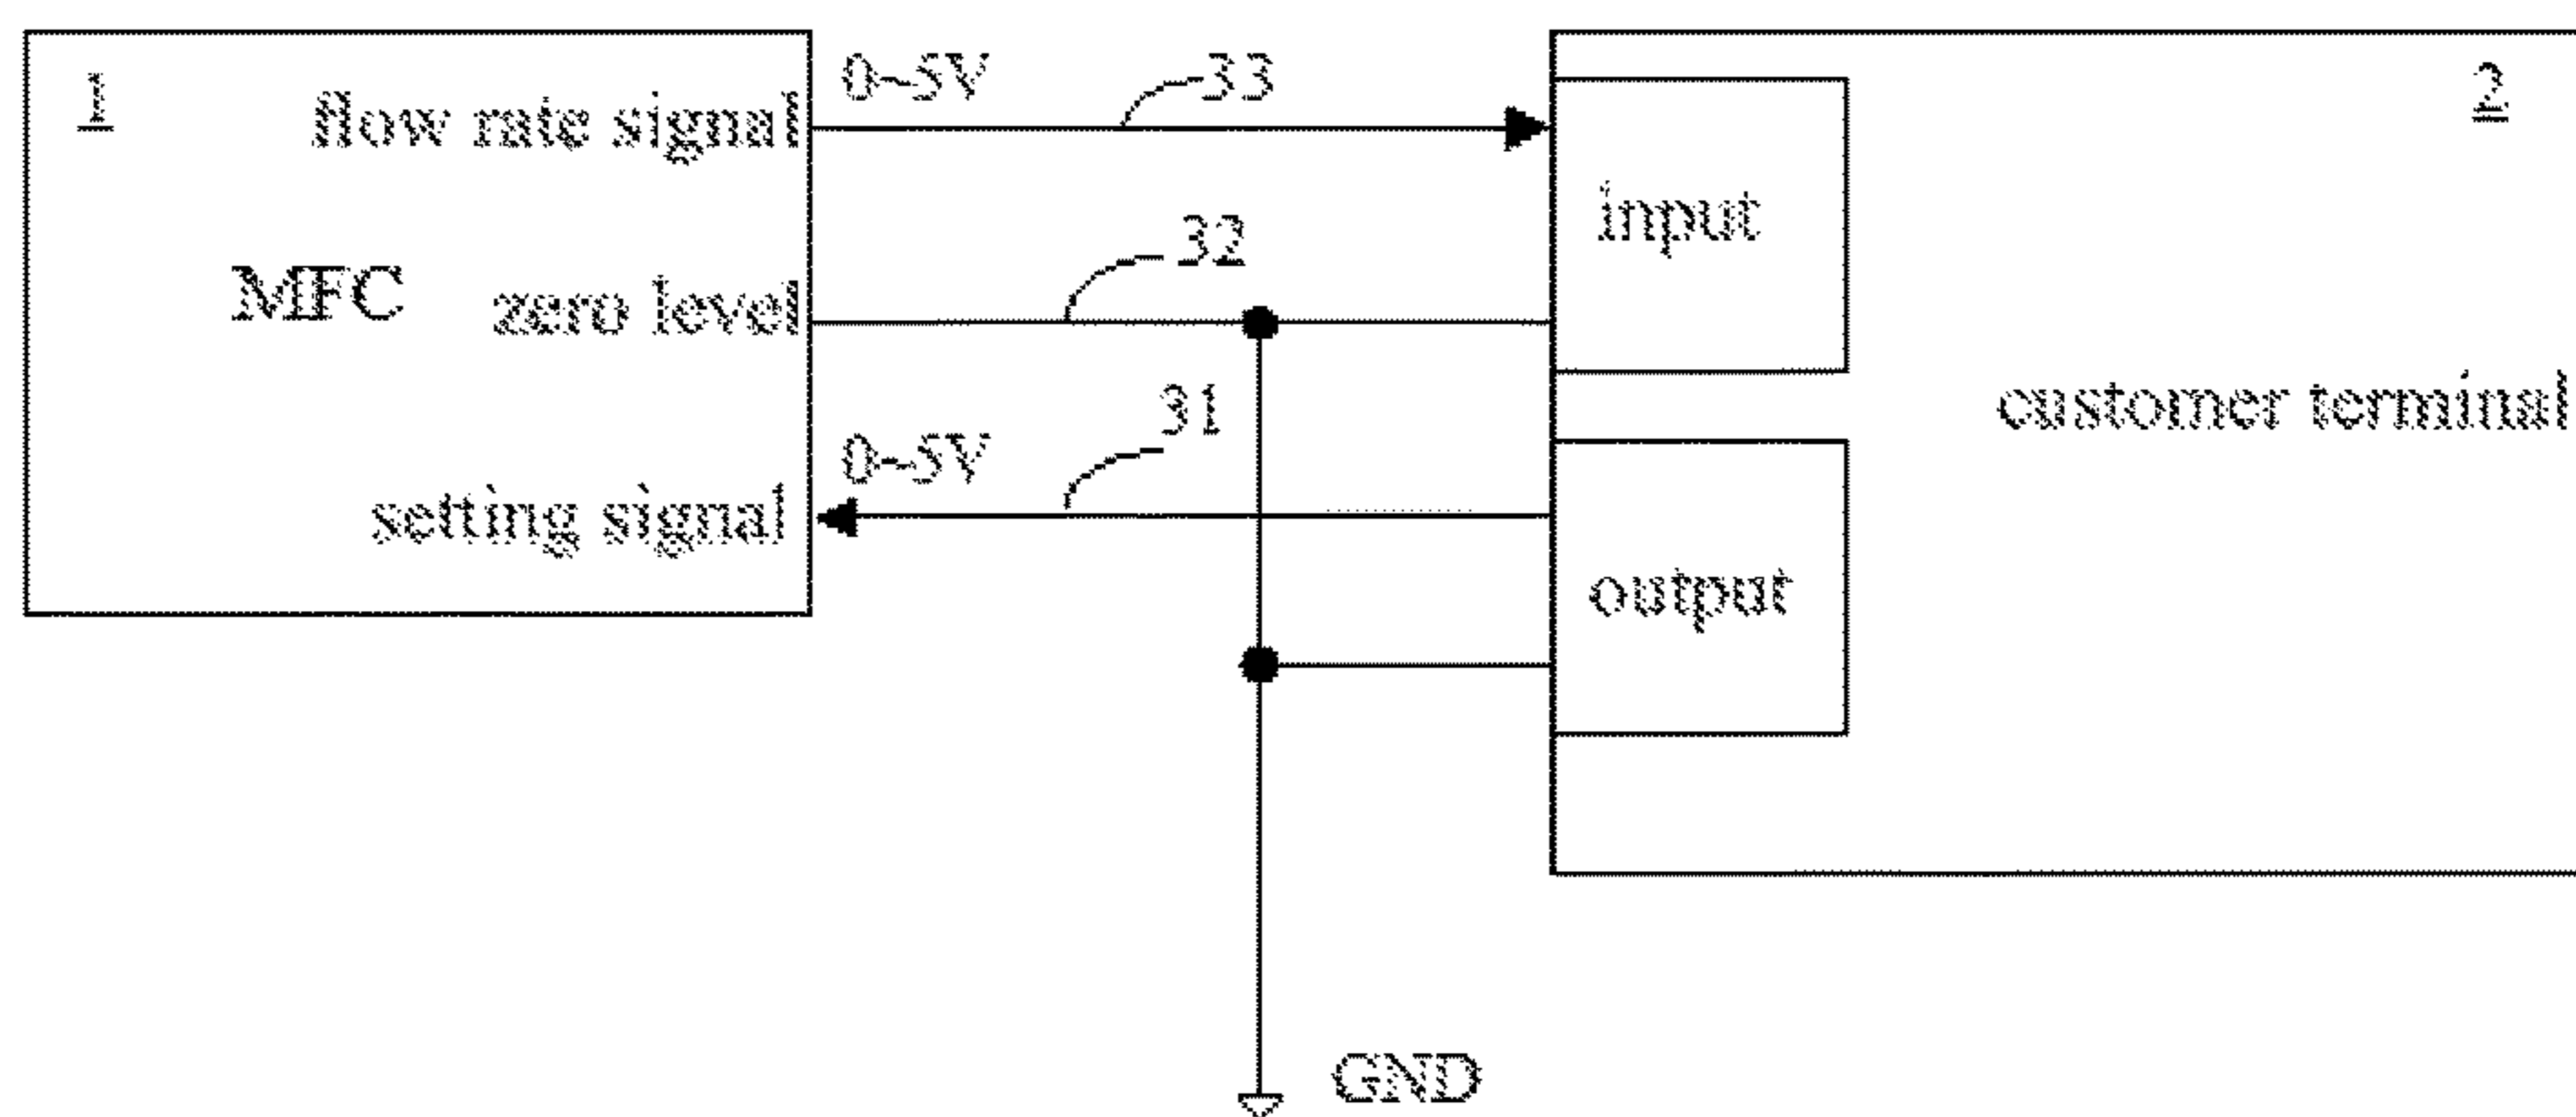 1
flow rate signal
MFC
zero level
setting signal
0~5V
33
32
31
0~5V
2
input
customer terminal
output
GND